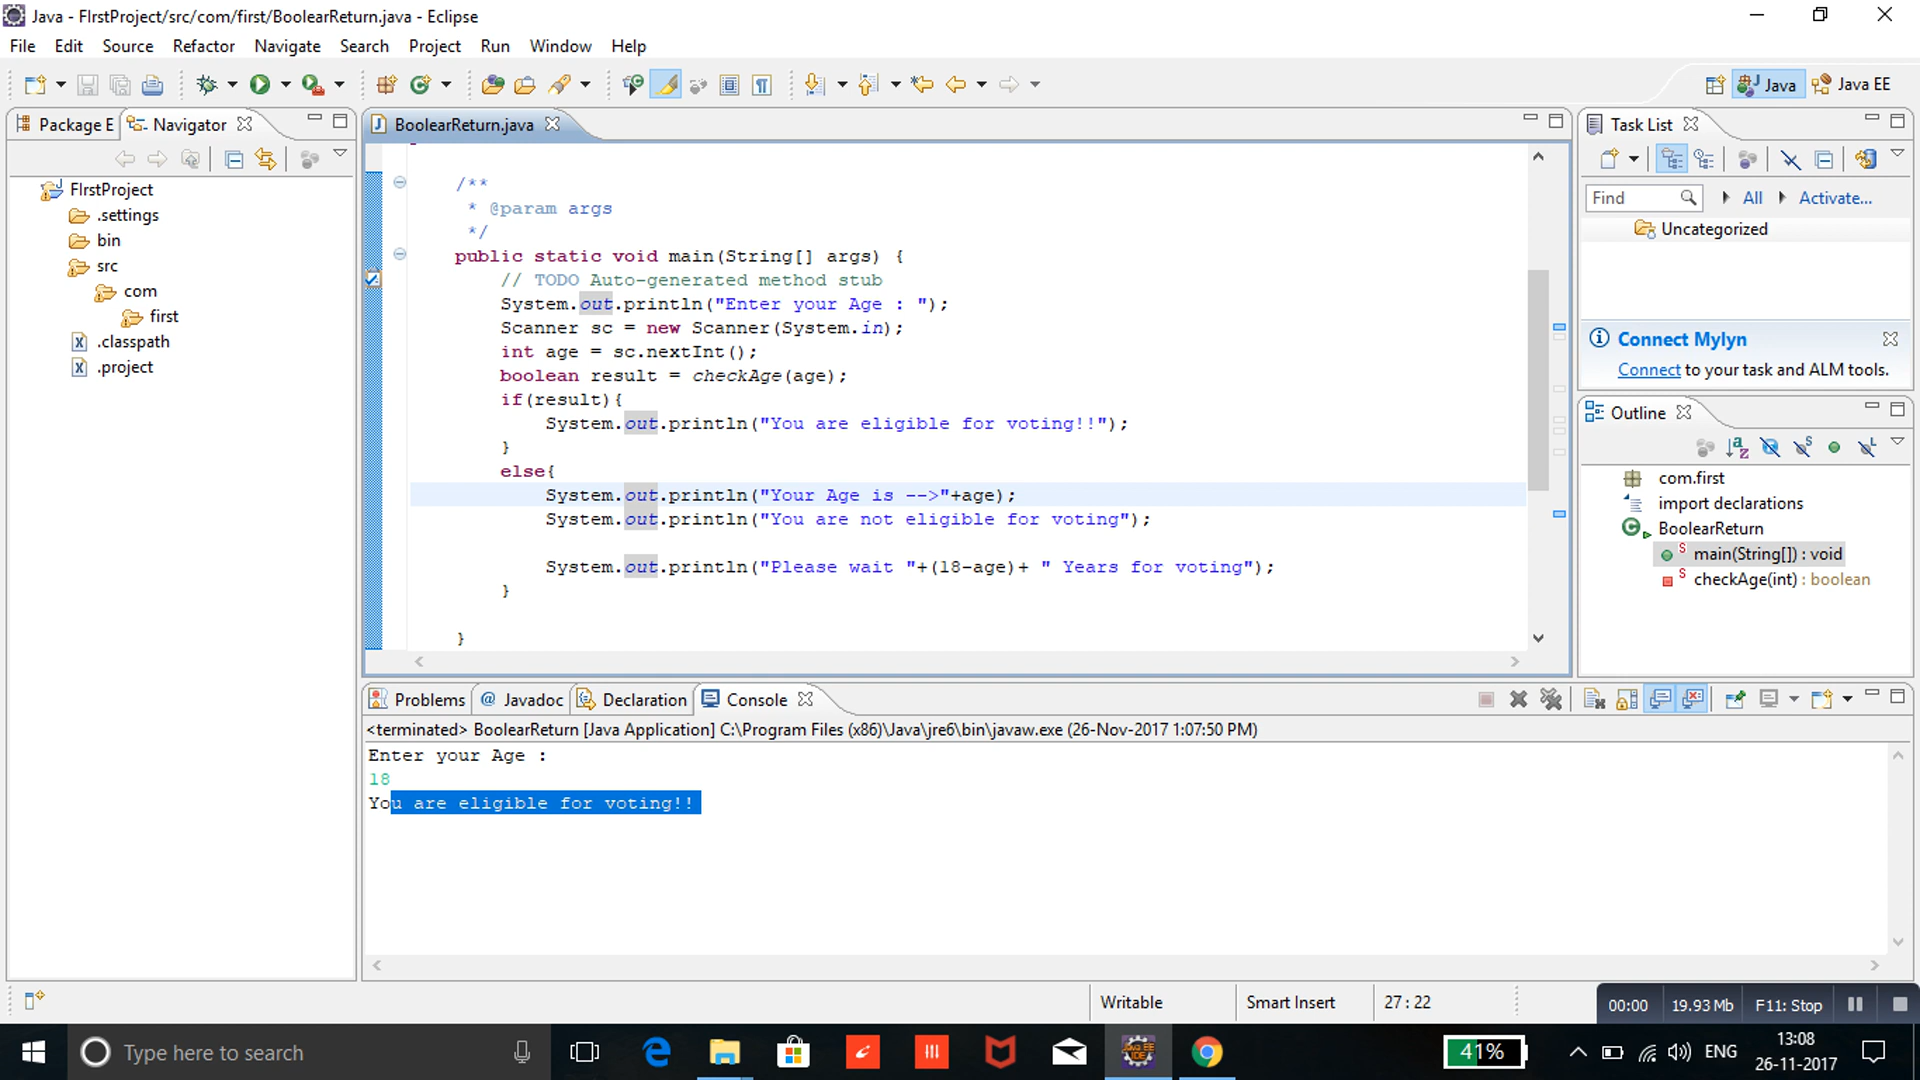 Java - FIrstProject/src/com/first/BoolearReturn.java - Eclipse
File Edit Source Refactor Navigate Search Project Run Window Help
Java Java EE
Package E Navigator
FIrstProject
.settings
bin
src
com
first
.classpath
.project
BoolearReturn.java
/**
* @param args
*/
public static void main(String[] args) {
// TODO Auto-generated method stub
System.out.println("Enter your Age : ");
Scanner sc = new Scanner(System.in);
int age = sc.nextInt();
boolean result = checkAge(age);
if(result){
System.out.println("You are eligible for voting!!");
}
else{
System.out.println("Your Age is -->"+age);
System.out.println("You are not eligible for voting");
System.out.println("Please wait "+(18-age)+ " Years for voting");
}
}
Task List
Find All Activate...
Uncategorized
Connect Mylyn
Connect to your task and ALM tools.
Outline
com.first
import declarations
BoolearReturn
main(String[]) : void
checkAge(int) : boolean
Problems @ Javadoc Declaration Console
<terminated> BoolearReturn [Java Application] C:\Program Files (x86)\Java\jre6\bin\javaw.exe (26-Nov-2017 1:07:50 PM)
Enter your Age :
18
You are eligible for voting!!
Writable Smart Insert 27 : 22
00:00 19.93 Mb F11: Stop
Type here to search
41% ENG 13:08
26-11-2017